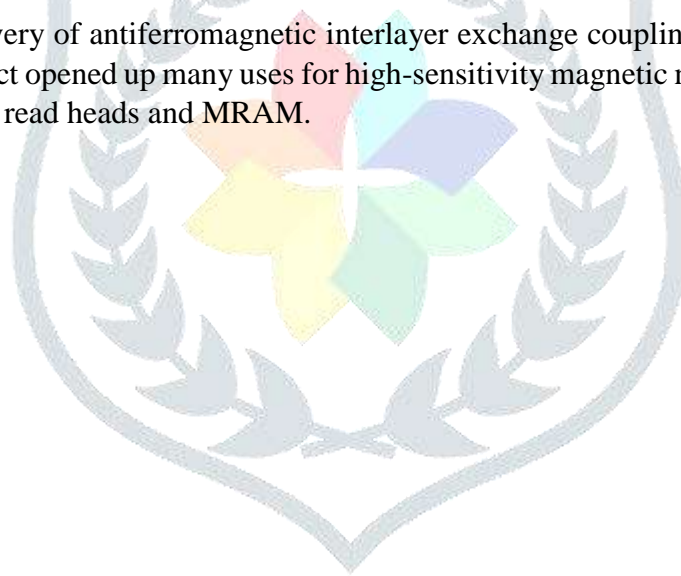 very of antiferromagnetic interlayer exchange couplin
ct opened up many uses for high-sensitivity magnetic
read heads and MRAM.